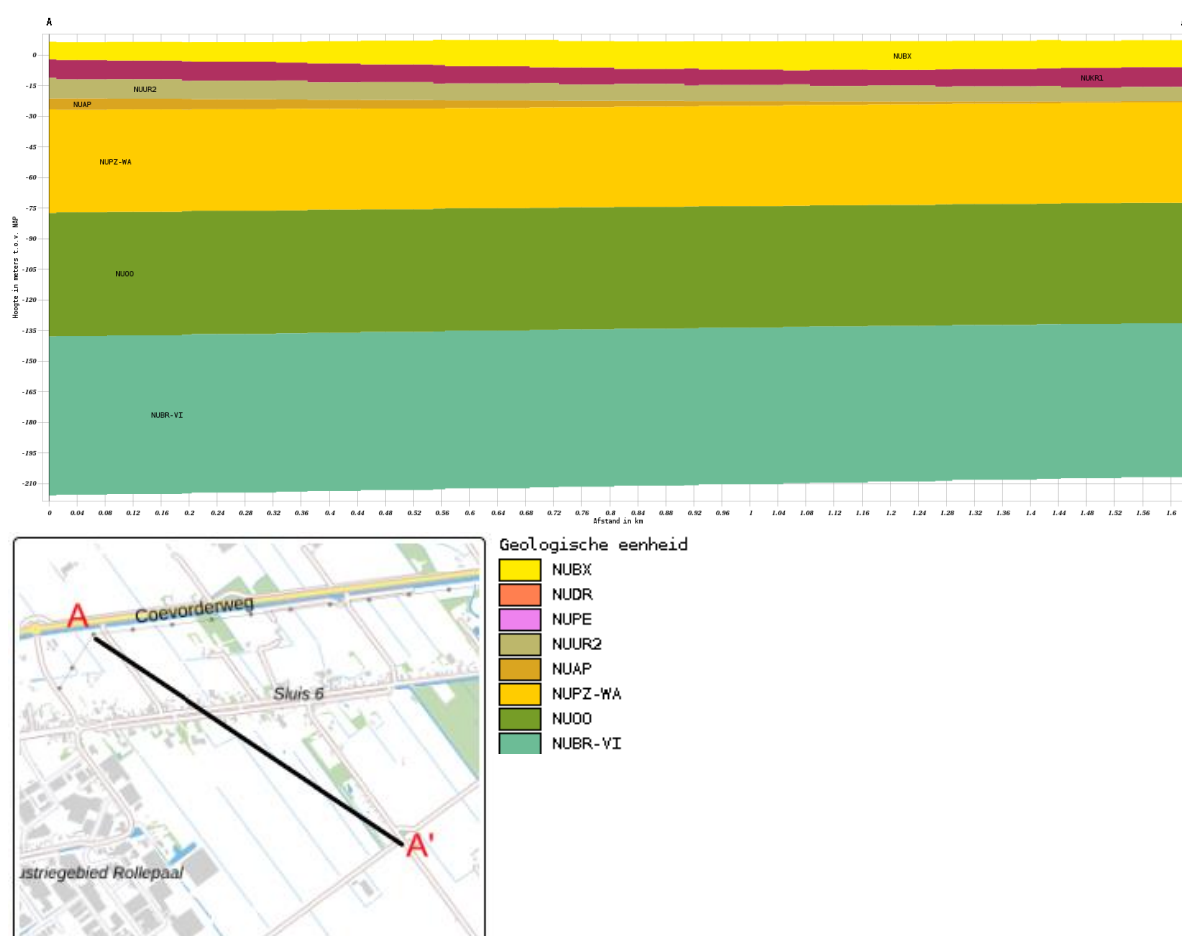 A
0
-15
-30
-45
-60
-75
-90
-105
-120
-135
-150
-165
-180
-195
-210
Hoogte in meters t.o.v. NAP
NUBX
NUKR1
NUUR2
NUAP
NUPZ-WA
NUOO
NUBR-VI
0 0.04 0.08 0.12 0.16 0.2 0.24 0.28 0.32 0.36 0.4 0.44 0.48 0.52 0.56 0.6 0.64 0.68 0.72 0.76 0.8 0.84 0.88 0.92 0.96 1 1.04 1.08 1.12 1.16 1.2 1.24 1.28 1.32 1.36 1.4 1.44 1.48 1.52 1.56 1.6
Afstand in km
A
Coevorderweg
Sluis 6
A'
ustriegebied Rollepaal
Geologische eenheid
NUBX
NUDR
NUPE
NUUR2
NUAP
NUPZ-WA
NUOO
NUBR-VI